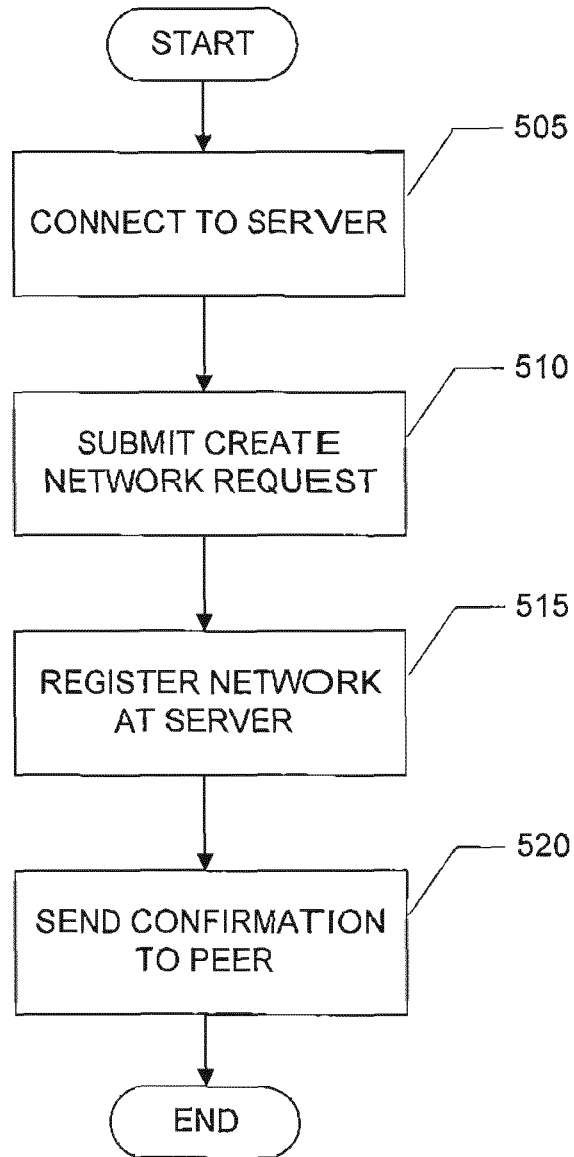 START
505
CONNECT TO SERVER
510
SUBMIT CREATE
NETWORK REQUEST
515
REGISTER NETWORK
AT SERVER
520
SEND CONFIRMATION
TO PEER
END